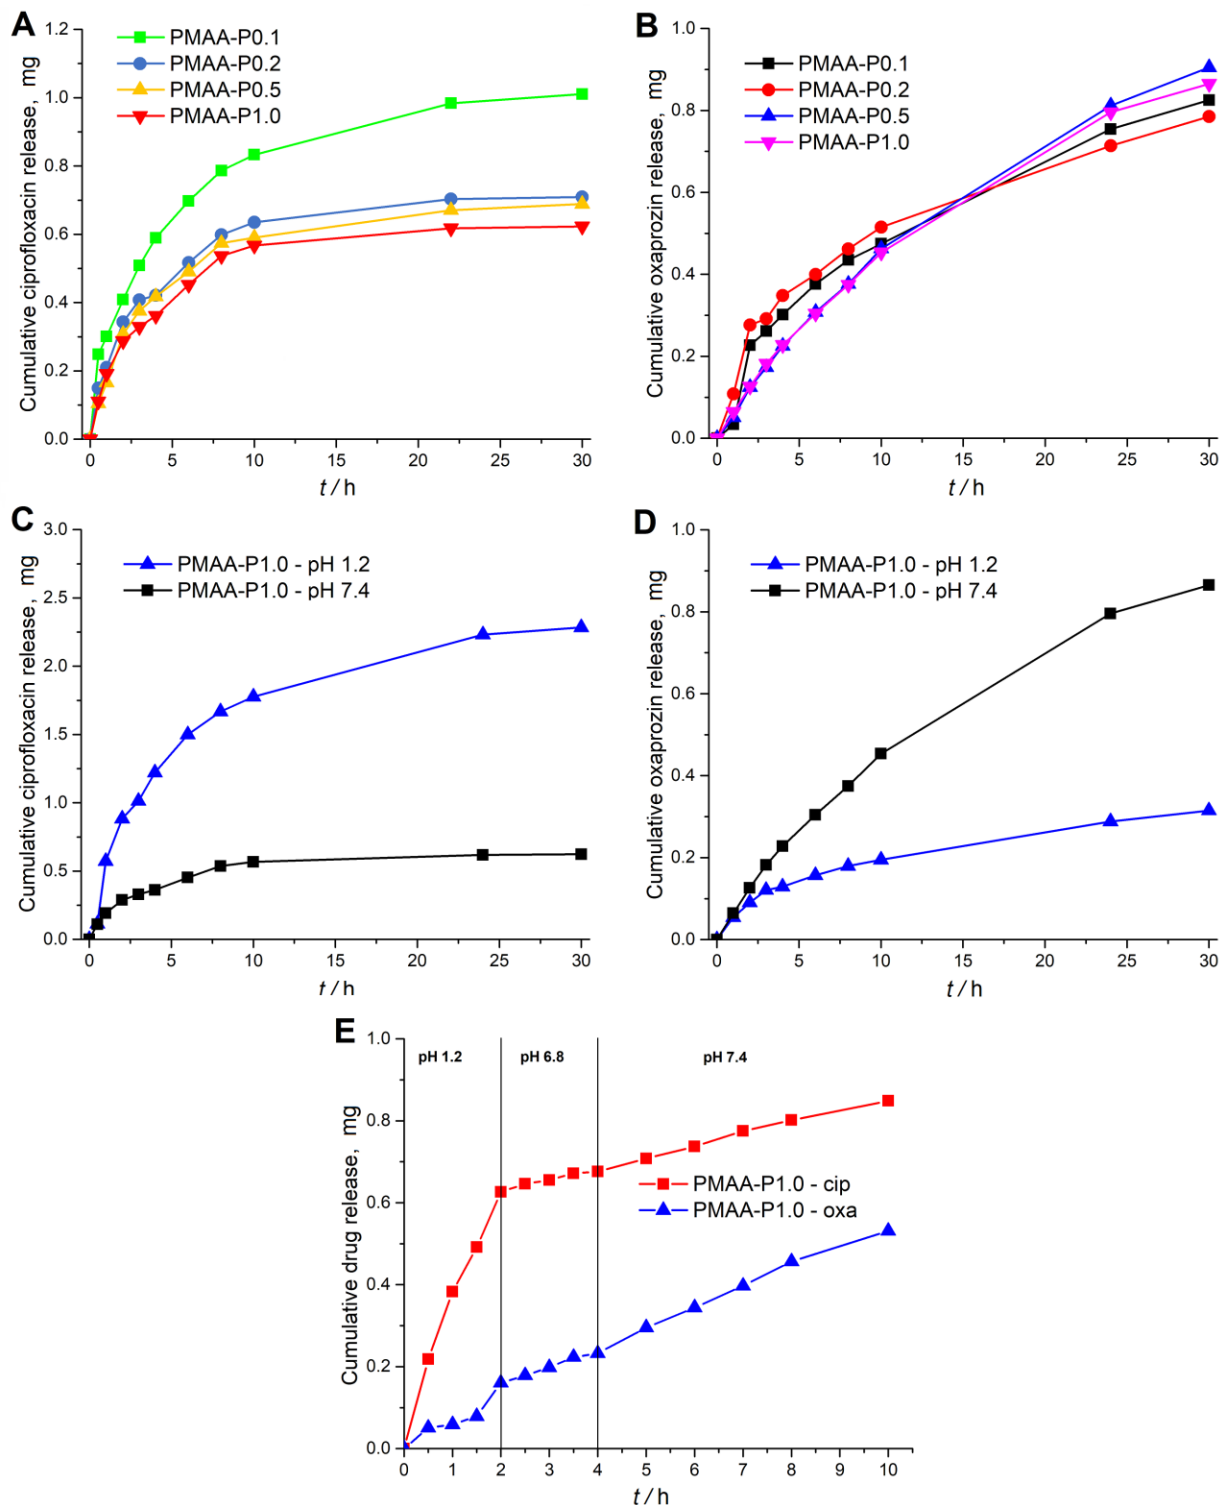 A
Cumulative ciprofloxacin release, mg
1.2
1.0
0.8
0.6
0.4
0.2
0.0
PMAA-P0.1
PMAA-P0.2
PMAA-P0.5
PMAA-P1.0
0 5 10 15 20 25 30
t / h
B
Cumulative oxaprozin release, mg
1.0
0.8
0.6
0.4
0.2
0.0
PMAA-P0.1
PMAA-P0.2
PMAA-P0.5
PMAA-P1.0
0 5 10 15 20 25 30
t / h
C
Cumulative ciprofloxacin release, mg
3.0
2.5
2.0
1.5
1.0
0.5
0.0
PMAA-P1.0 - pH 1.2
PMAA-P1.0 - pH 7.4
0 5 10 15 20 25 30
t / h
D
Cumulative oxaprozin release, mg
1.0
0.8
0.6
0.4
0.2
0.0
PMAA-P1.0 - pH 1.2
PMAA-P1.0 - pH 7.4
0 5 10 15 20 25 30
t / h
E
Cumulative drug release, mg
1.0
0.8
0.6
0.4
0.2
0.0
pH 1.2 pH 6.8 pH 7.4
PMAA-P1.0 - cip
PMAA-P1.0 - oxa
0 1 2 3 4 5 6 7 8 9 10
t / h